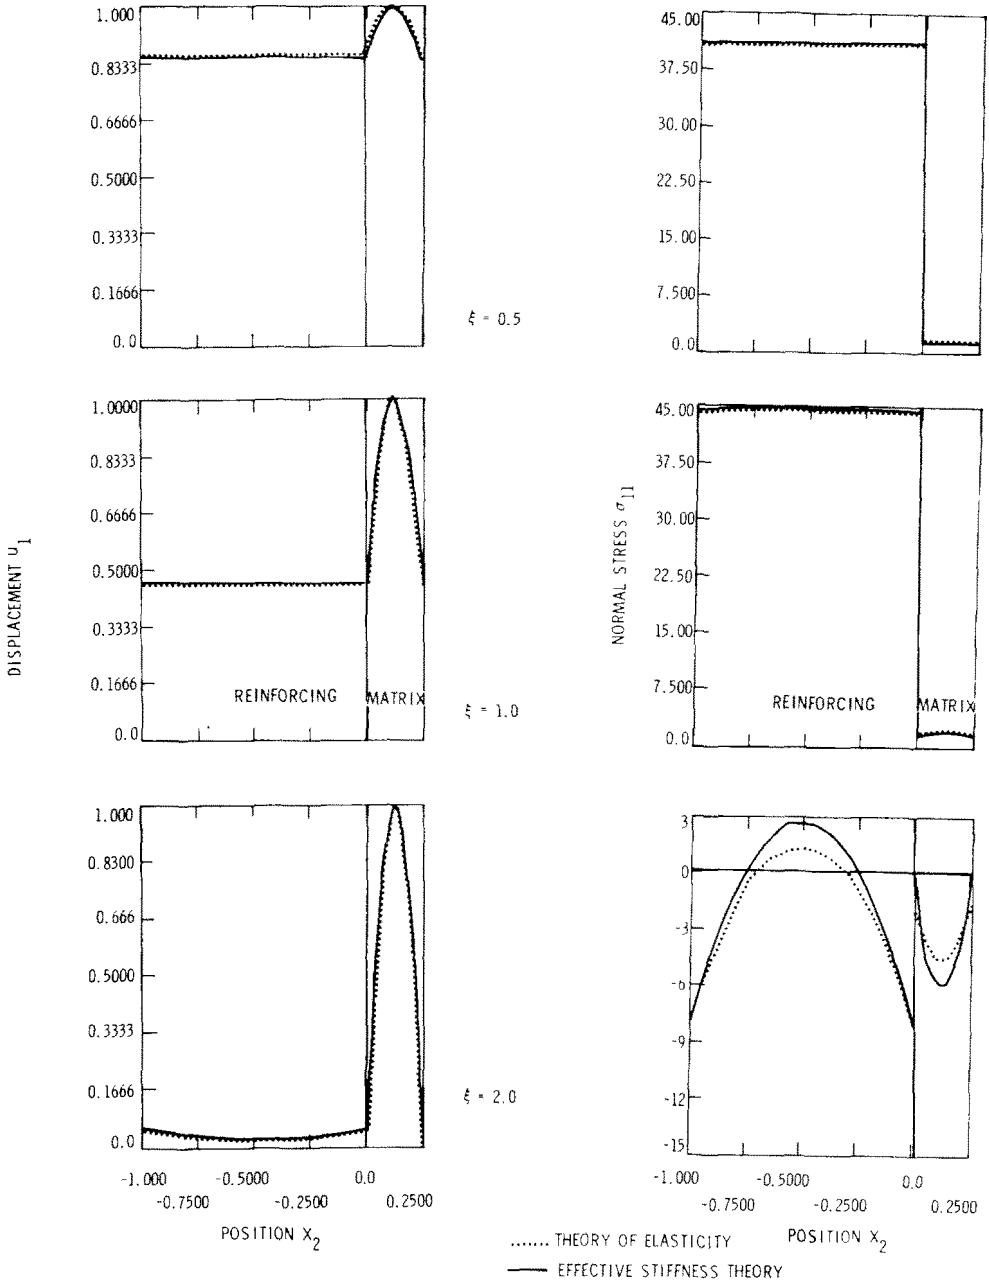 1.000
0.8333
0.6666
0.5000
0.3333
0.1666
0.0
ξ = 0.5
45.00
37.50
30.00
22.50
15.00
7.500
0.0
DISPLACEMENT u1
1.0000
0.8333
0.6666
0.5000
0.3333
0.1666
0.0
REINFORCING MATRIX
ξ = 1.0
NORMAL STRESS σ11
45.00
37.50
30.00
22.50
15.00
7.500
0.0
REINFORCING MATRIX
1.000
0.8300
0.666
0.5000
0.3333
0.1666
0.0
-1.000 -0.5000 0.0
-0.7500 -0.2500 0.2500
POSITION X2
ξ = 2.0
3
0
-3
-6
-9
-12
-15
-1.000 -0.5000 0.0
-0.7500 -0.2500 0.2500
POSITION X2
....... THEORY OF ELASTICITY
—— EFFECTIVE STIFFNESS THEORY